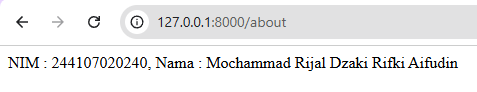 127.0.0.1:8000/about
NIM : 244107020240, Nama : Mochammad Rijal Dzaki Rifki Aifudin